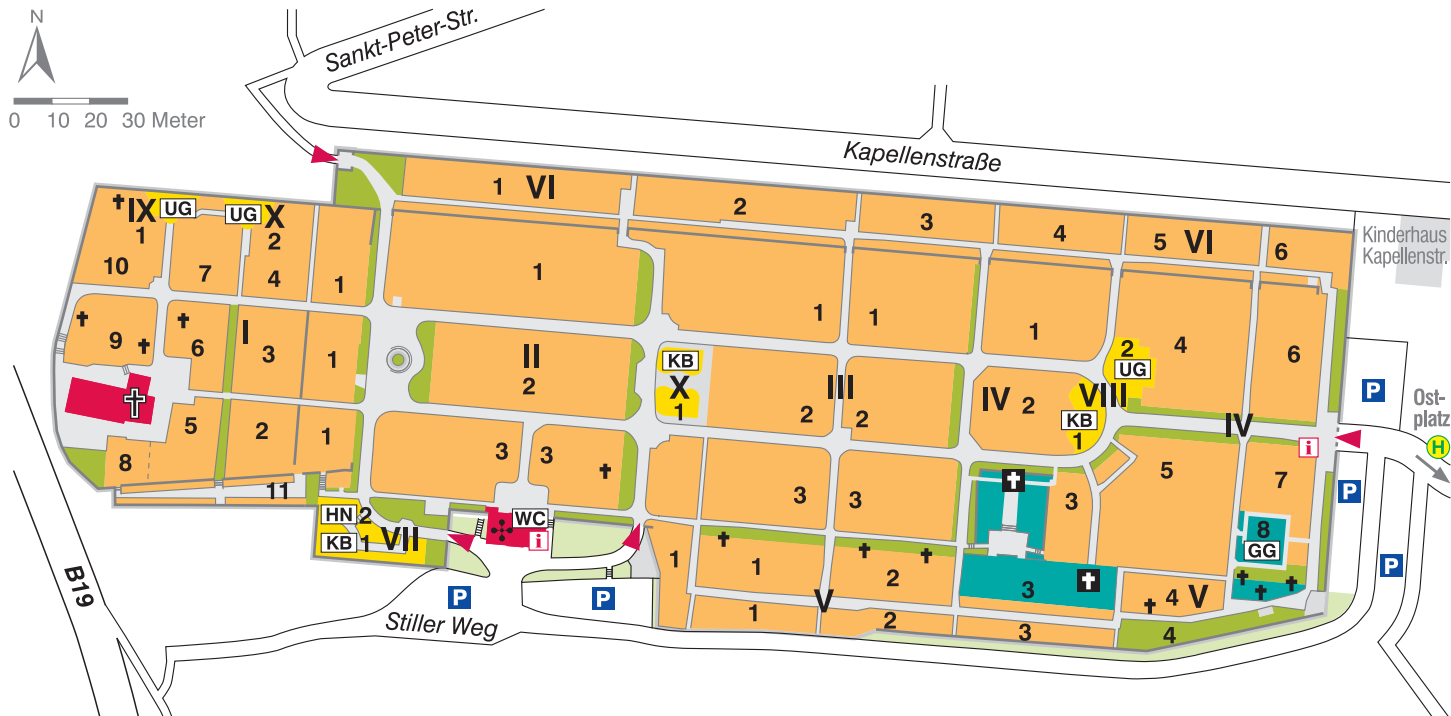 N
Sankt-Peter-Str.
0 10 20 30 Meter
Kapellenstraße
1 VI
2
3
4
5 VI
6
Kinderhaus
Kapellenstr.
IX UG
1
UG X
2
10
7
4
1
1
1
1
1
4
6
9
6
I
3
1
II
2
KB
X
1
III
2
2
IV 2
VIII
KB
1
2
UG
P
Ost-
platz
H
IV
i
8
5
2
1
11
3
3
3
3
3
5
7
8
GG
P
P
HN 2
KB 1
VII
WC
i
P
P
1
1
2
3
4 V
1
V
2
3
4
B19
Stiller Weg